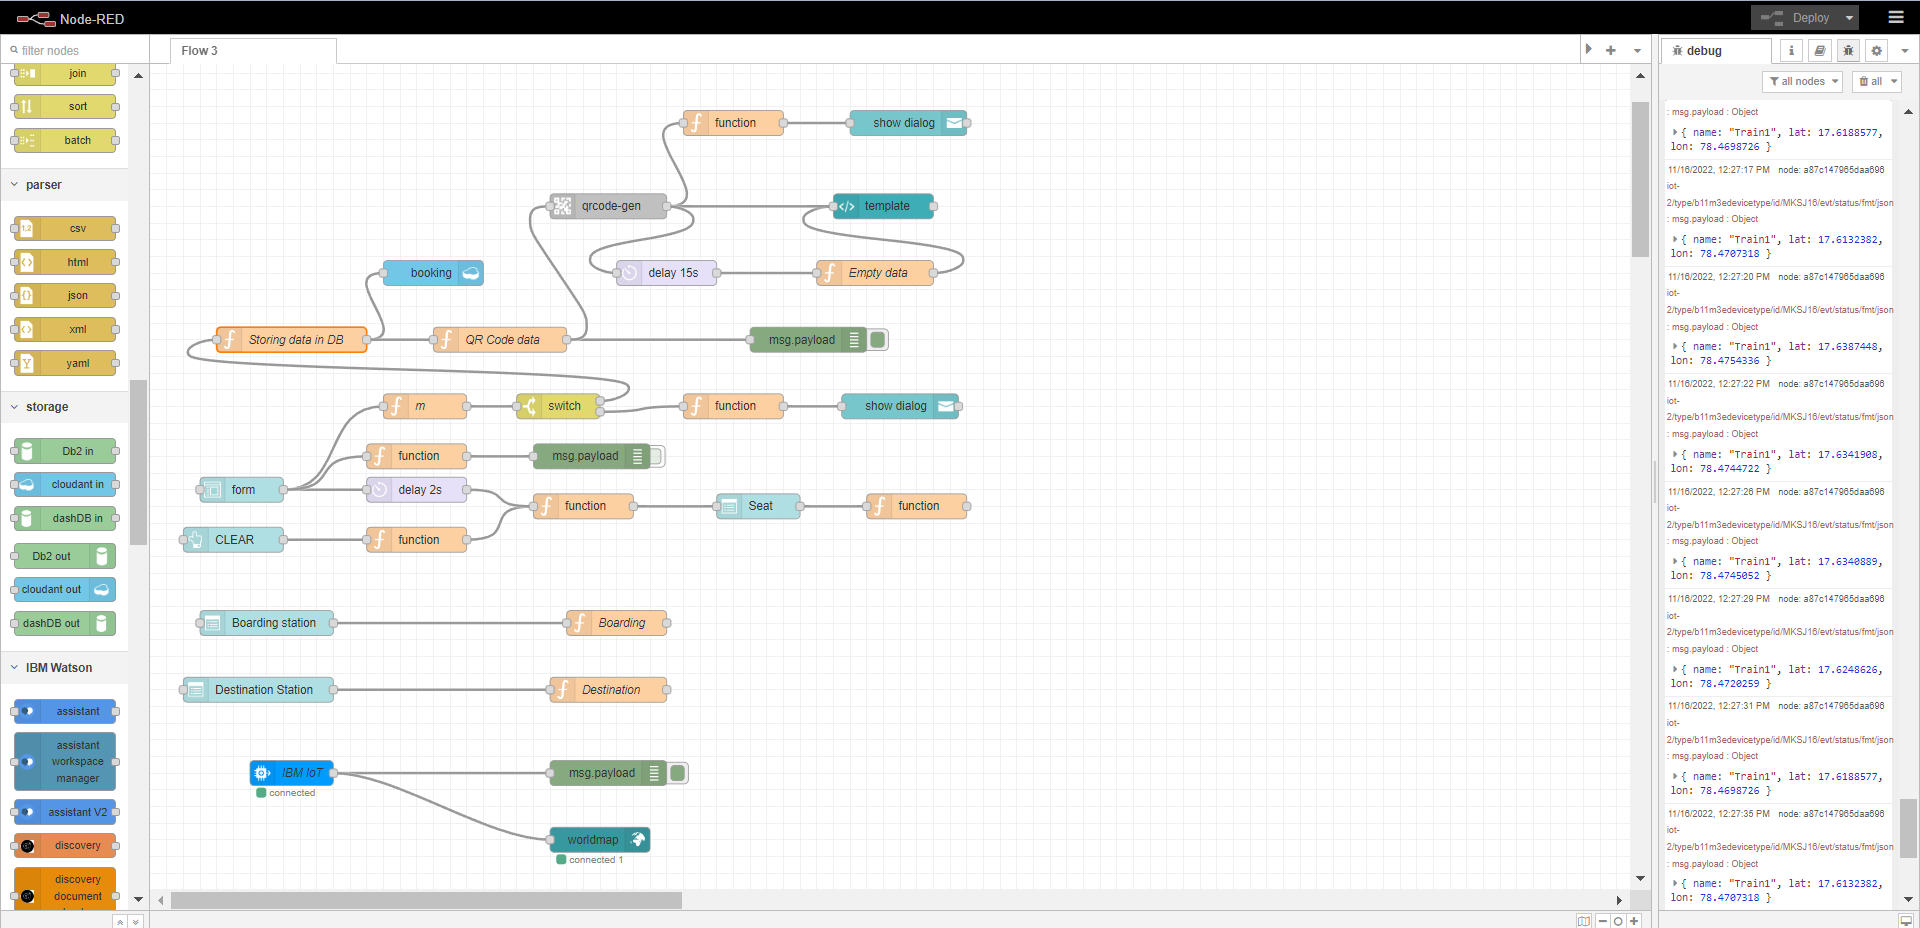 Node-RED
Deploy
filter nodes
join
sort
batch
parser
csv
html
json
xml
yaml
storage
Db2 in
cloudant in
dashDB in
Db2 out
cloudant out
dashDB out
IBM Watson
assistant
assistant
workspace
manager
assistant V2
discovery
discovery
document
Flow 3
function
show dialog
qrcode-gen
template
booking
delay 15s
Empty data
Storing data in DB
QR Code data
msg.payload
m
switch
function
show dialog
function
msg.payload
form
delay 2s
function
Seat
function
CLEAR
function
Boarding station
Boarding
Destination Station
Destination
IBM IoT
msg.payload
connected
worldmap
connected 1
debug
all nodes
all
: msg.payload : Object
{ name: "Train1", lat: 17.6188577,
lon: 78.4698726 }
11/16/2022, 12:27:17 PM node: a87c147965daa696
iot-
2/type/b11m3edevicetype/id/MKSJ16/evt/status/fmt/json
: msg.payload : Object
{ name: "Train1", lat: 17.6132382,
lon: 78.4707318 }
11/16/2022, 12:27:20 PM node: a87c147965daa696
iot-
2/type/b11m3edevicetype/id/MKSJ16/evt/status/fmt/json
: msg.payload : Object
{ name: "Train1", lat: 17.6387448,
lon: 78.4754336 }
11/16/2022, 12:27:22 PM node: a87c147965daa696
iot-
2/type/b11m3edevicetype/id/MKSJ16/evt/status/fmt/json
: msg.payload : Object
{ name: "Train1", lat: 17.6341908,
lon: 78.4744722 }
11/16/2022, 12:27:26 PM node: a87c147965daa696
iot-
2/type/b11m3edevicetype/id/MKSJ16/evt/status/fmt/json
: msg.payload : Object
{ name: "Train1", lat: 17.6340889,
lon: 78.4745052 }
11/16/2022, 12:27:29 PM node: a87c147965daa696
iot-
2/type/b11m3edevicetype/id/MKSJ16/evt/status/fmt/json
: msg.payload : Object
{ name: "Train1", lat: 17.6248626,
lon: 78.4720259 }
11/16/2022, 12:27:31 PM node: a87c147965daa696
iot-
2/type/b11m3edevicetype/id/MKSJ16/evt/status/fmt/json
: msg.payload : Object
{ name: "Train1", lat: 17.6188577,
lon: 78.4698726 }
11/16/2022, 12:27:35 PM node: a87c147965daa696
iot-
2/type/b11m3edevicetype/id/MKSJ16/evt/status/fmt/json
: msg.payload : Object
{ name: "Train1", lat: 17.6132382,
lon: 78.4707318 }